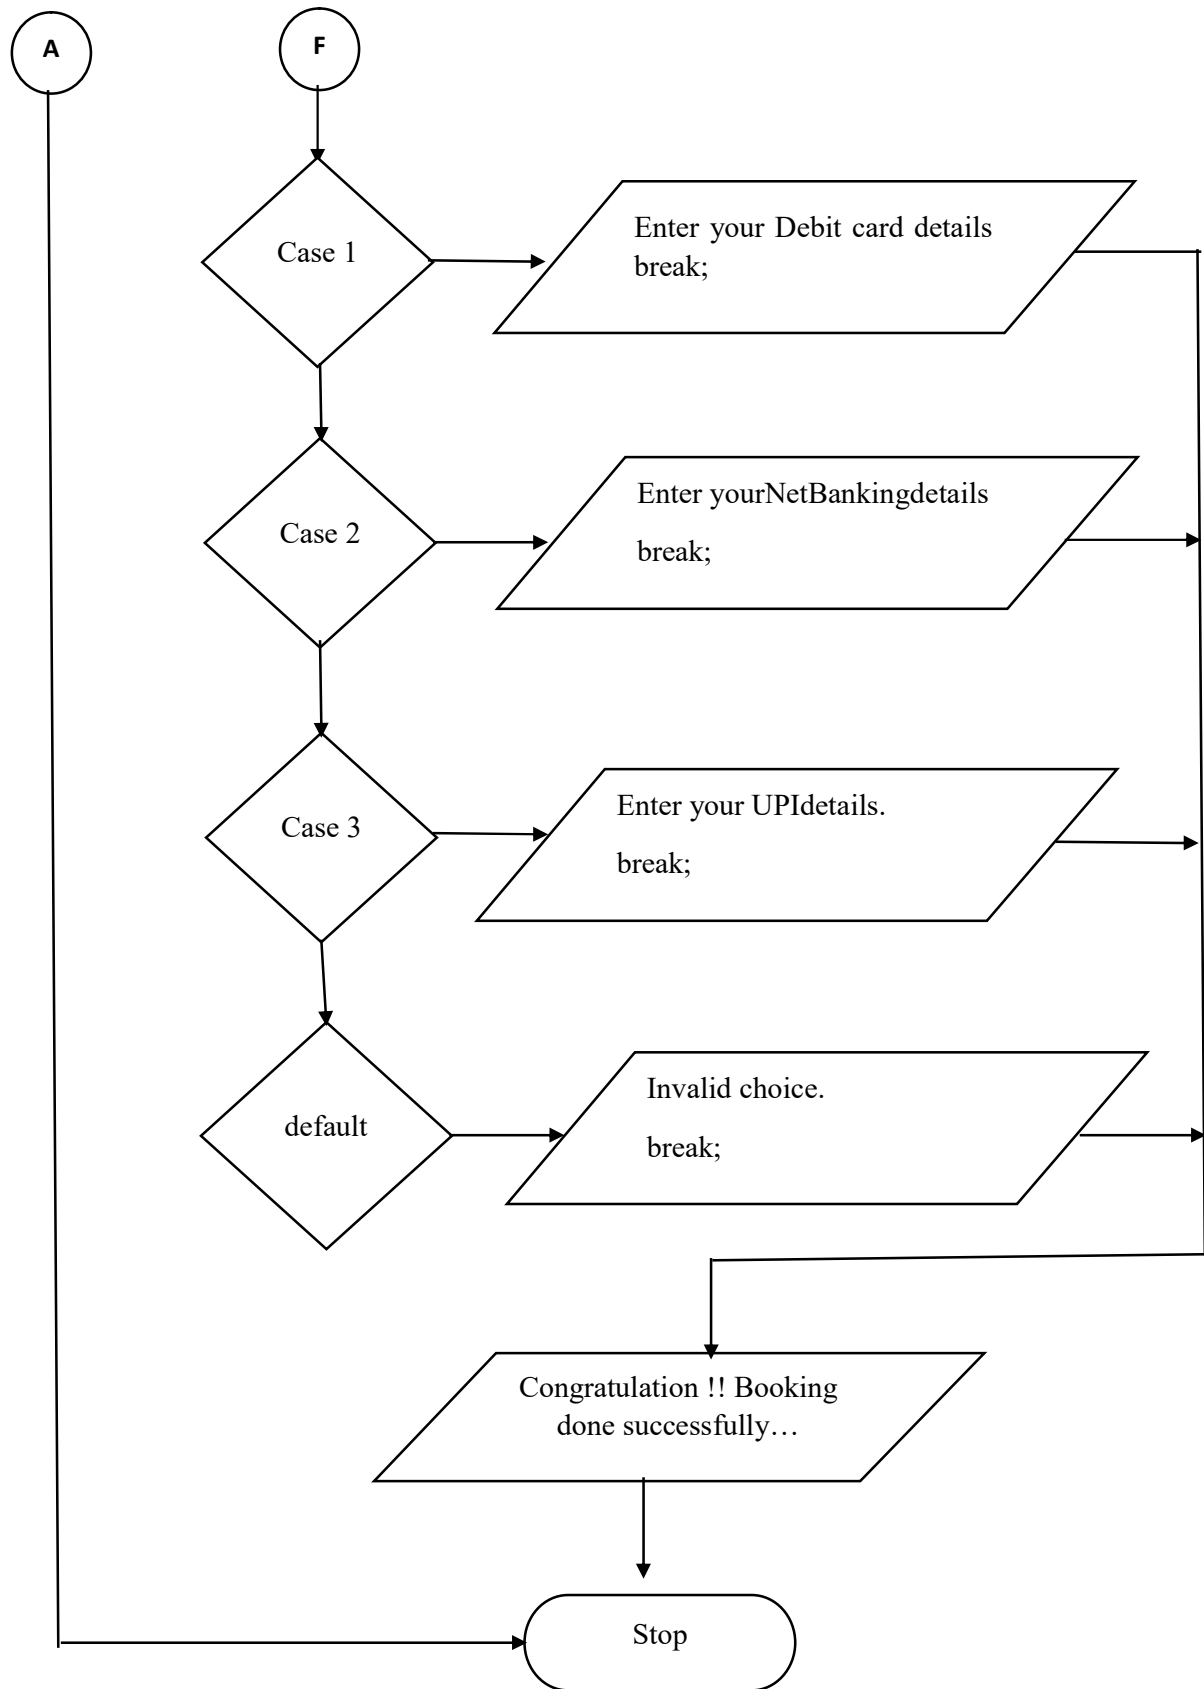 A
F
Case 1
Enter your Debit card details
break;
Case 2
Enter yourNetBankingdetails
break;
Case 3
Enter your UPIdetails.
break;
default
Invalid choice.
break;
Congratulation !! Booking
done successfully…
Stop